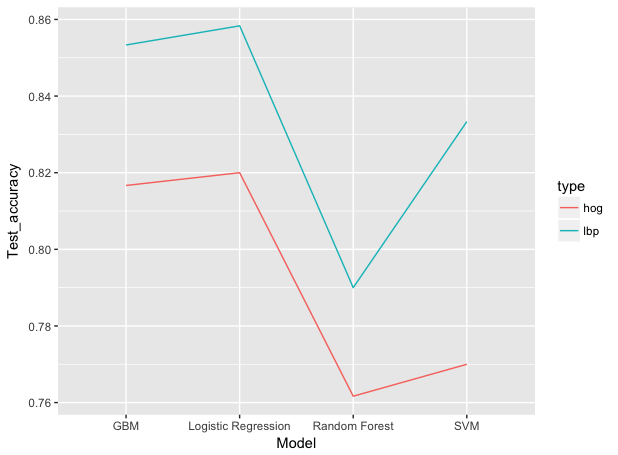 0.86
0.84
0.82
0.80
0.78
0.76
Test_accuracy
GBM Logistic Regression Random Forest SVM
Model
type
hog
lbp